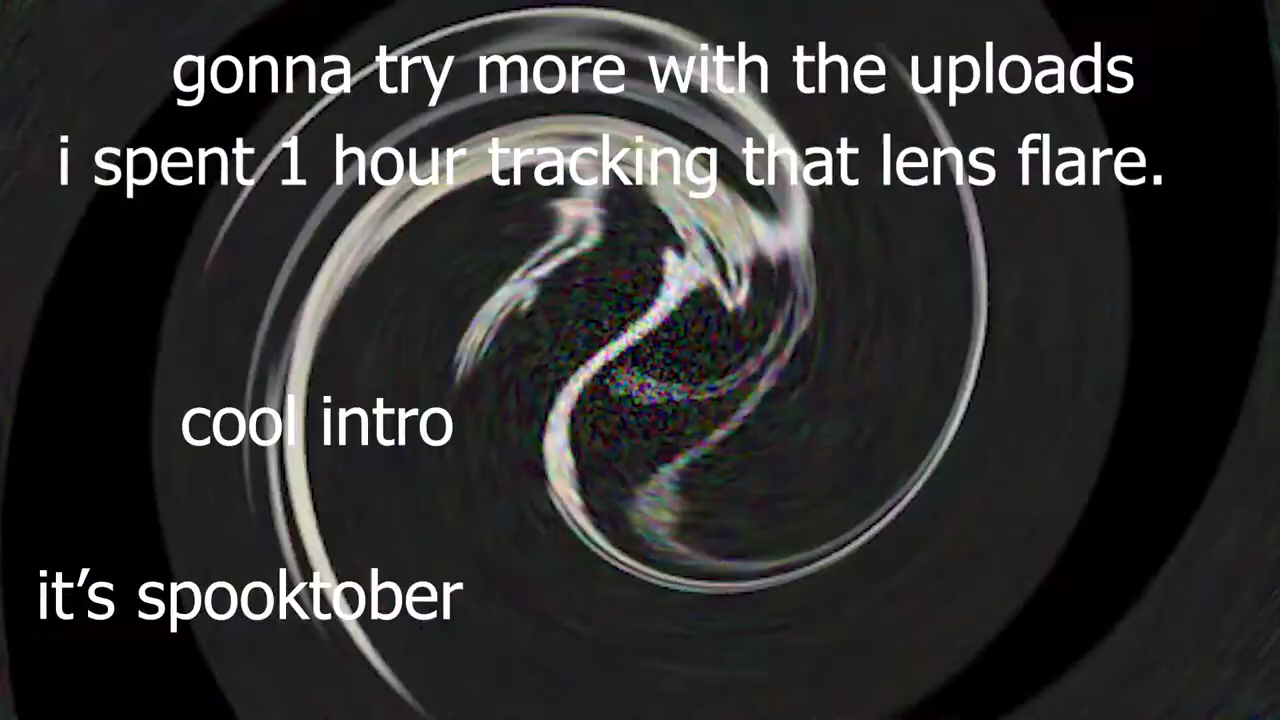 gonna try more with the uploads
i spent 1 hour tracking that lens flare.
cool intro
it’s spooktober